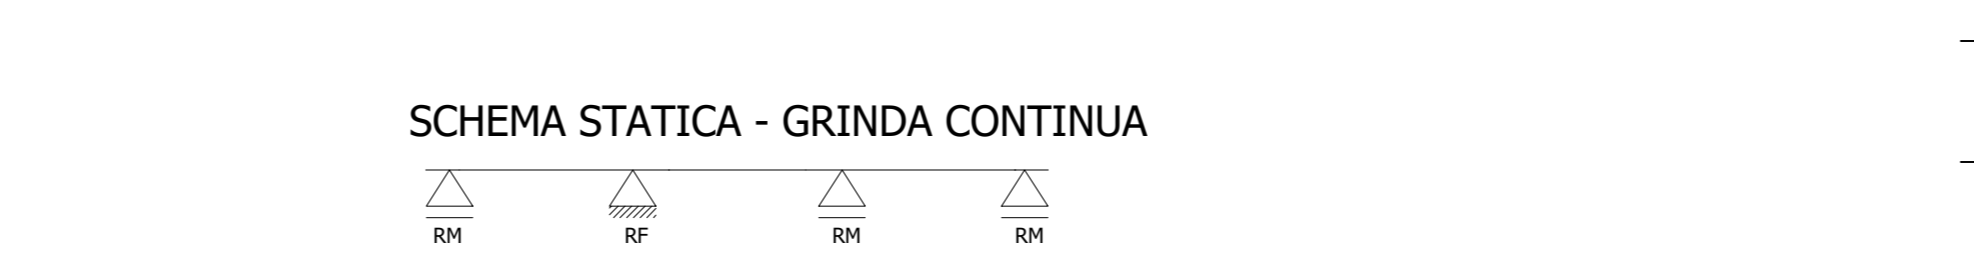 SCHEMA STATICA - GRINDA CONTINUA
RM RF RM RM